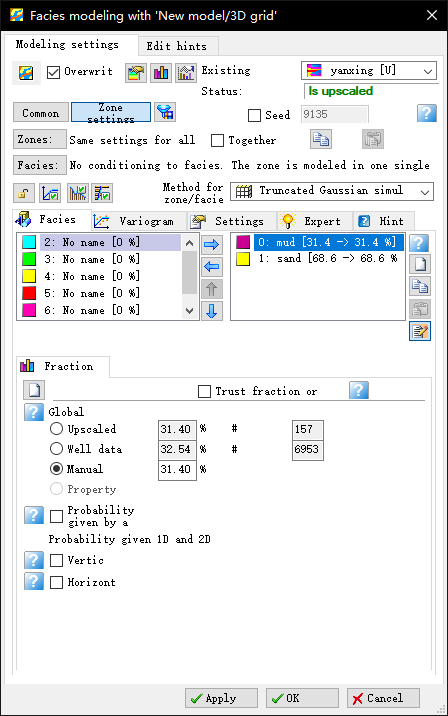 Facies modeling with 'New model/3D grid'
Modeling settings
Edit hints
Overwrit
Existing
yanxing [U]
Status:
Is upscaled
Common
Zone settings
Seed
9135
Zones:
Same settings for all
Together
Facies:
No conditioning to facies. The zone is modeled in one single
Method for zone/facie
Truncated Gaussian simul
Facies
Variogram
Settings
Expert
Hint
2: No name [0 %]
3: No name [0 %]
4: No name [0 %]
5: No name [0 %]
6: No name [0 %]
0: mud [31.4 -> 31.4 %]
1: sand [68.6 -> 68.6 %
Fraction
Trust fraction or
Global
Upscaled
31.40
%
#
157
Well data
32.54
%
#
6953
Manual
31.40
%
Property
Probability
given by a
Probability given 1D and 2D
Vertic
Horizont
Apply
OK
Cancel